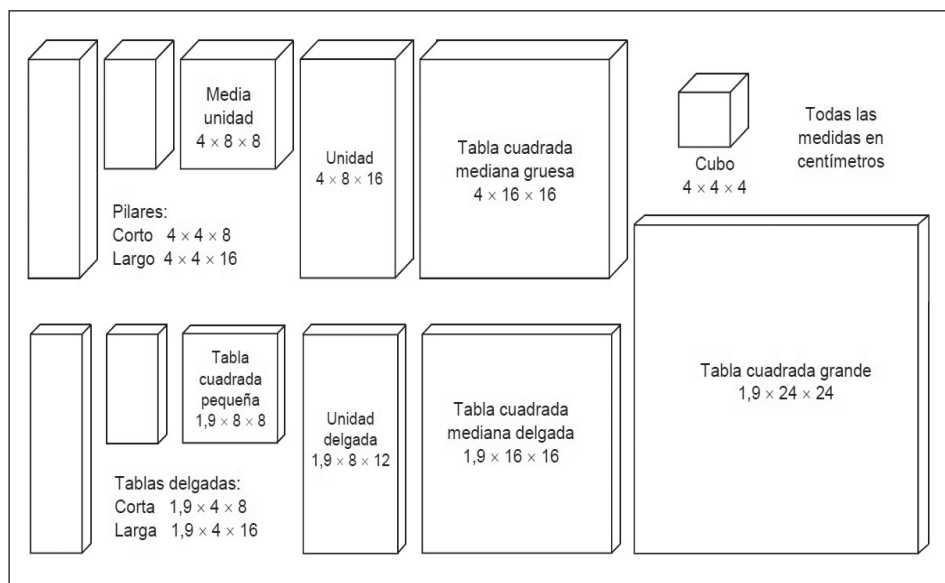 Media
unidad
4 × 8 × 8
Unidad
4 × 8 × 16
Tabla cuadrada
mediana gruesa
4 × 16 × 16
Cubo
4 × 4 × 4
Todas las
medidas en
centímetros
Pilares:
Corto 4 × 4 × 8
Largo 4 × 4 × 16
Tabla
cuadrada
pequeña
1,9 × 8 × 8
Unidad
delgada
1,9 × 8 × 12
Tabla cuadrada
mediana delgada
1,9 × 16 × 16
Tabla cuadrada grande
1,9 × 24 × 24
Tablas delgadas:
Corta 1,9 × 4 × 8
Larga 1,9 × 4 × 16